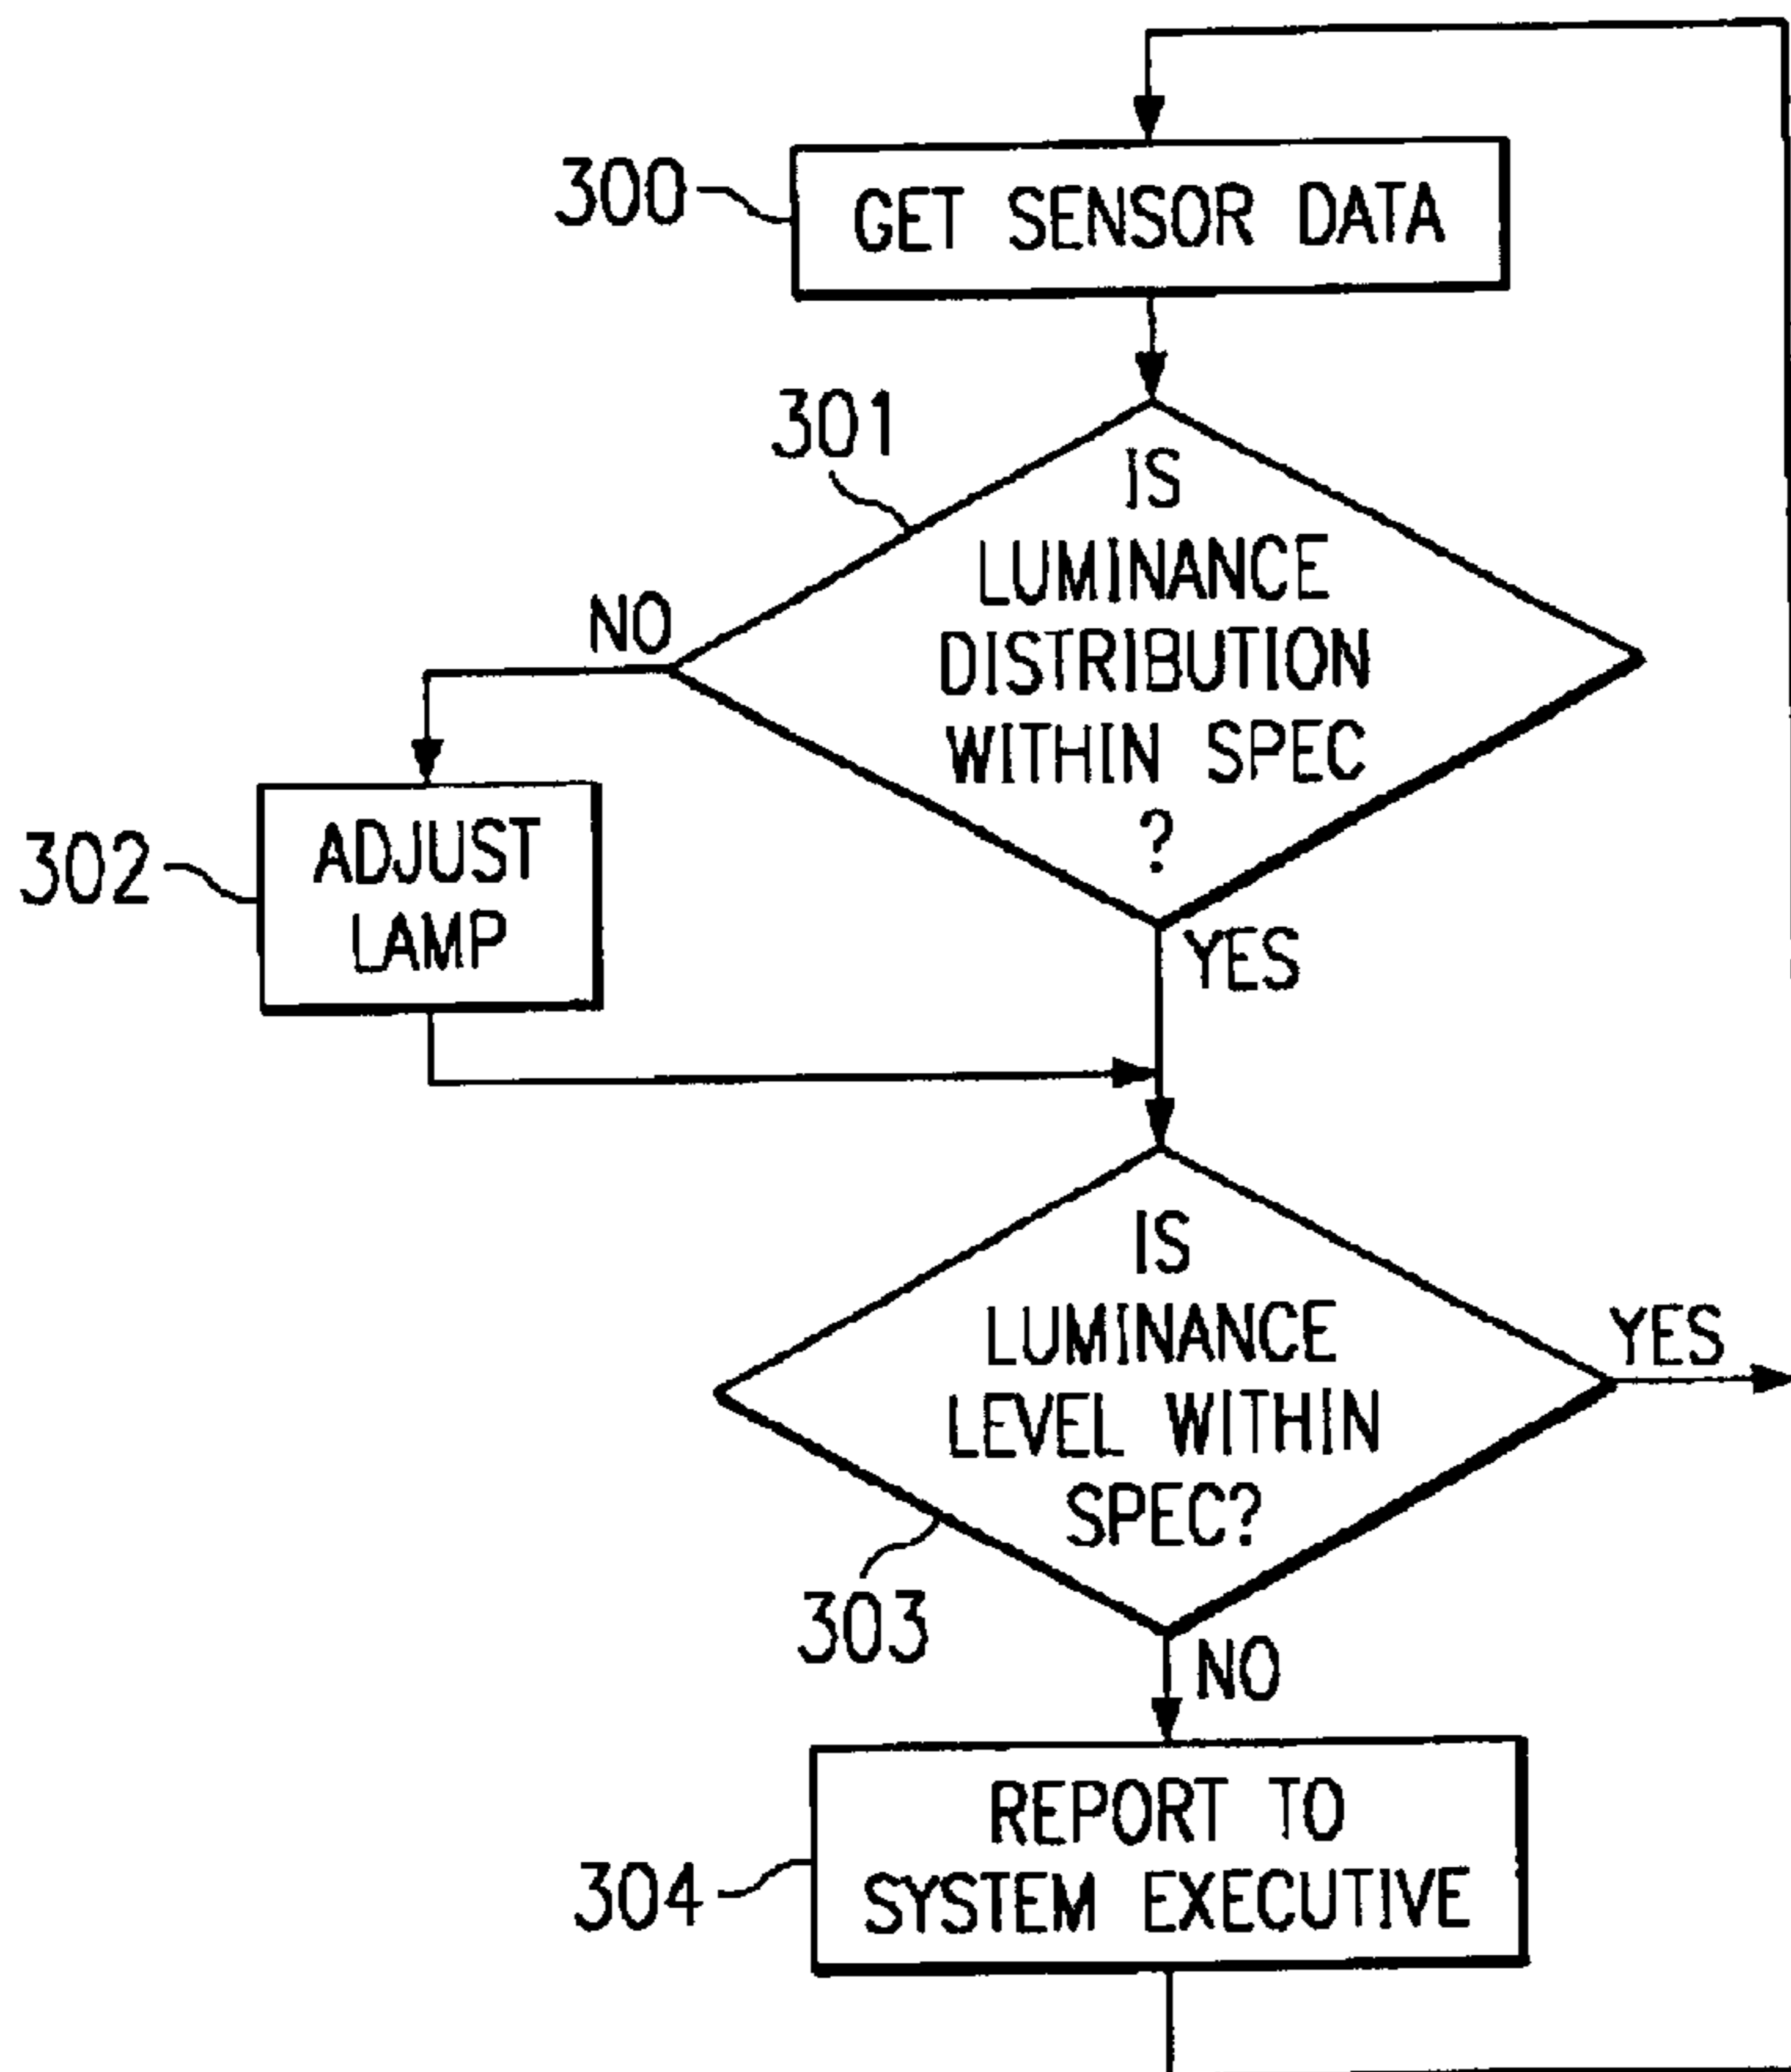 300
GET SENSOR DATA
301
IS
LUMINANCE
DISTRIBUTION
WITHIN SPEC
?
NO
YES
302
ADJUST
LAMP
IS
LUMINANCE
LEVEL WITHIN
SPEC?
YES
303
NO
REPORT TO
SYSTEM EXECUTIVE
304